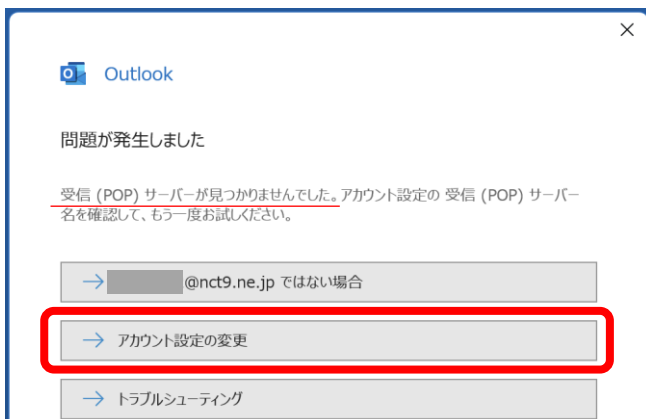 Outlook
問題が発生しました
受信 (POP) サーバーが見つかりませんでした。アカウント設定の 受信 (POP) サーバー
名を確認して、もう一度お試しください。
@nct9.ne.jp ではない場合
アカウント設定の変更
トラブルシューティング